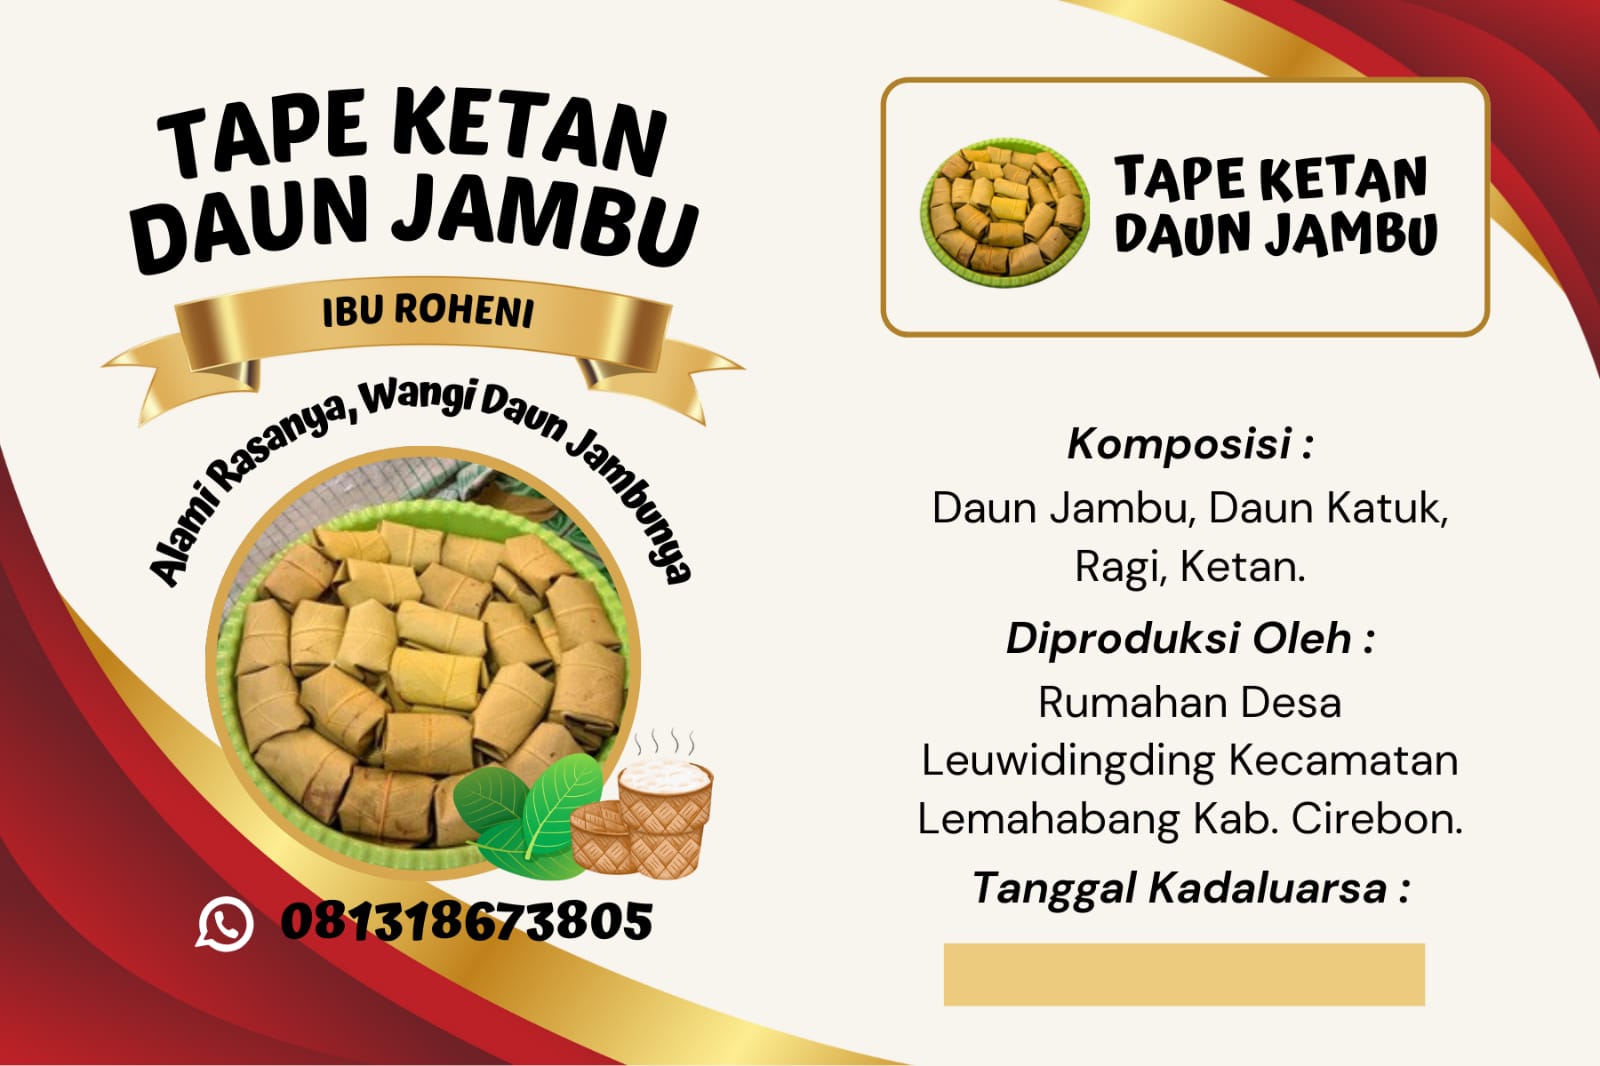 TAPE KETAN
DAUN JAMBU
IBU ROHENI
Alami Rasanya, Wangi Daun Jambunya
081318673805
TAPE KETAN
DAUN JAMBU
Komposisi :
Daun Jambu, Daun Katuk,
Ragi, Ketan.
Diproduksi Oleh :
Rumahan Desa
Leuwidingding Kecamatan
Lemahabang Kab. Cirebon.
Tanggal Kadaluarsa :